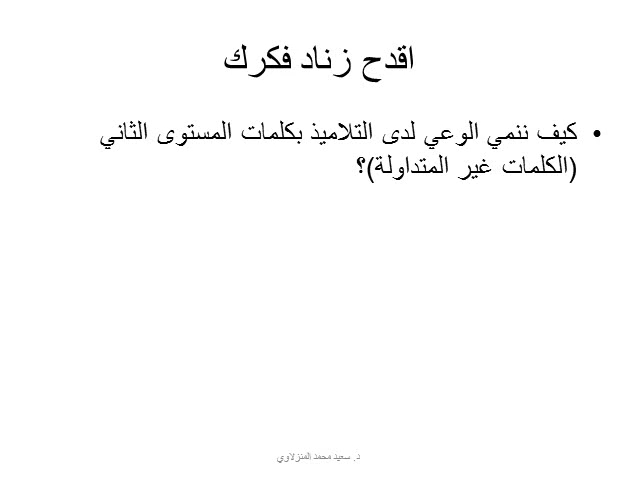 اقدح زناد فكرك
• كيف ننمي الوعي لدى التلاميذ بكلمات المستوى الثاني
(الكلمات غير المتداولة)؟
د. سعيد محمد المنزلاوي